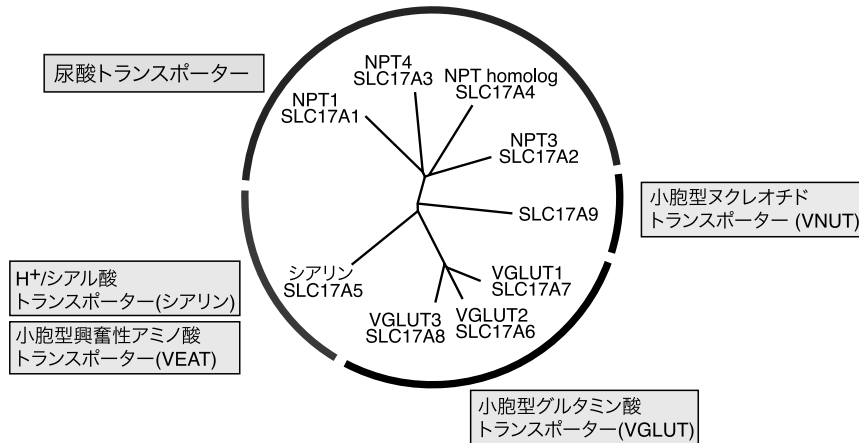 尿酸トランスポーター
NPT4
SLC17A3
NPT homolog
SLC17A4
NPT1
SLC17A1
NPT3
SLC17A2
SLC17A9
小胞型ヌクレオチド
トランスポーター (VNUT)
シアリン
SLC17A5
VGLUT1
SLC17A7
VGLUT2
SLC17A6
VGLUT3
SLC17A8
H+/シアル酸
トランスポーター(シアリン)
小胞型興奮性アミノ酸
トランスポーター(VEAT)
小胞型グルタミン酸
トランスポーター(VGLUT)